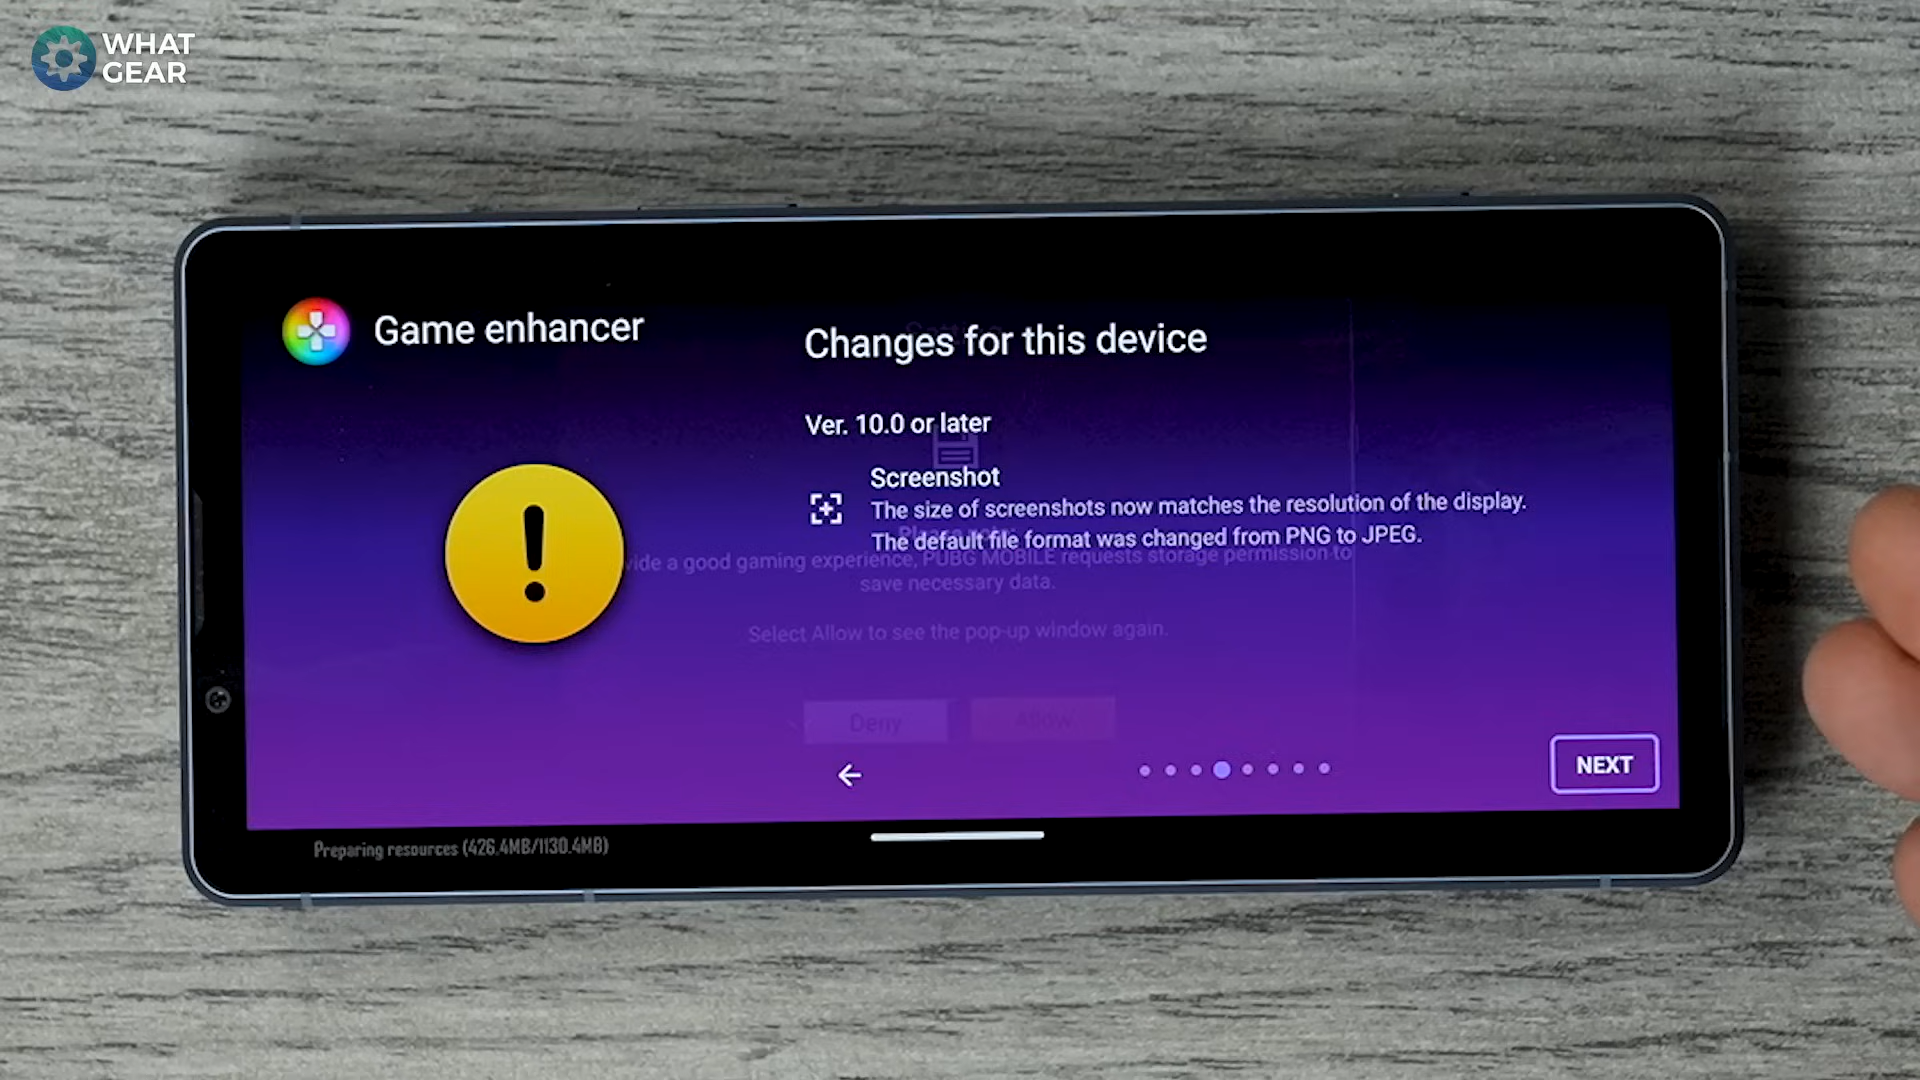 WHAT
GEAR
Game enhancer
Changes for this device
Ver. 10.0 or later
Screenshot
The size of screenshots now matches the resolution of the display.
The default file format was changed from PNG to JPEG.
Please note:
vide a good gaming experience, PUBG MOBILE requests storage permission to
save necessary data.
Select Allow to see the pop-up window again.
Deny
Allow
NEXT
Preparing resources (426.4MB/1130.4MB)